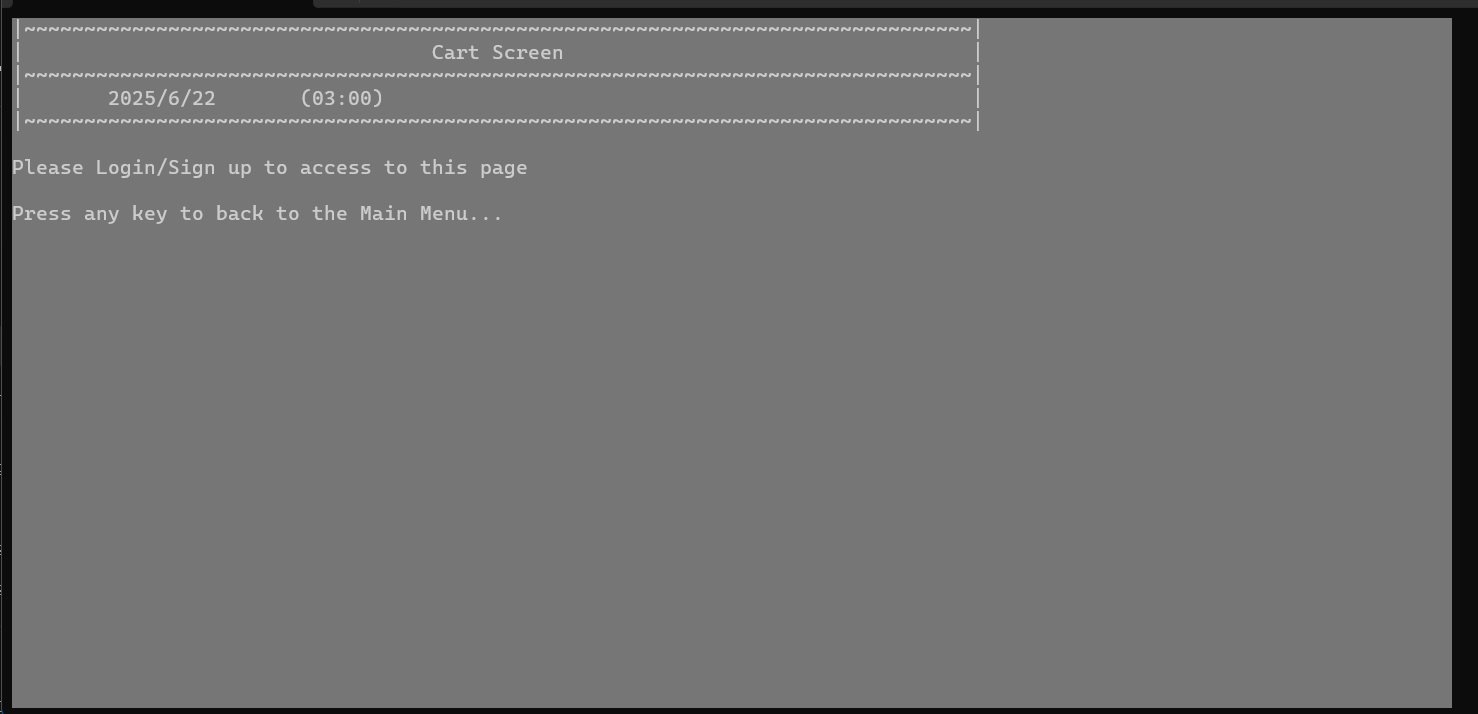 |~~~~~~~~~~~~~~~~~~~~~~~~~~~~~~~~~~~~~~~~~~~~~~~~~~~~~~~~~~~~~~~~~~~~~~~~~~~~~~~|
| Cart Screen |
|~~~~~~~~~~~~~~~~~~~~~~~~~~~~~~~~~~~~~~~~~~~~~~~~~~~~~~~~~~~~~~~~~~~~~~~~~~~~~~~|
| 2025/6/22 (03:00) |
|~~~~~~~~~~~~~~~~~~~~~~~~~~~~~~~~~~~~~~~~~~~~~~~~~~~~~~~~~~~~~~~~~~~~~~~~~~~~~~~|
Please Login/Sign up to access to this page
Press any key to back to the Main Menu...